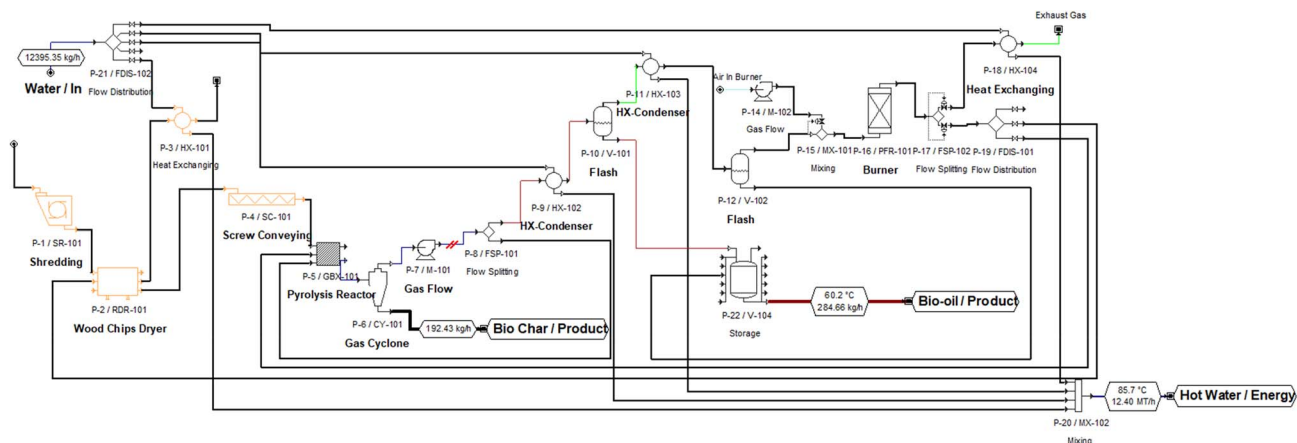 Exhaust Gas
12395.35 kg/h
Water / In
P-21 / FDIS-102
Flow Distribution
P-18 / HX-104
Heat Exchanging
P-11 / HX-103
HX-Condenser
Air In Burner
P-14 / M-102
Gas Flow
P-3 / HX-101
Heat Exchanging
P-10 / V-101
Flash
P-15 / MX-101
Mixing
P-16 / PFR-101
Burner
P-17 / FSP-102
Flow Splitting
P-19 / FDIS-101
Flow Distribution
P-12 / V-102
Flash
P-1 / SR-101
Shredding
P-4 / SC-101
Screw Conveying
P-9 / HX-102
HX-Condenser
P-8 / FSP-101
Flow Splitting
P-7 / M-101
Gas Flow
P-5 / GBX-101
Pyrolysis Reactor
P-2 / RDR-101
Wood Chips Dryer
P-6 / CY-101
Gas Cyclone
192.43 kg/h
Bio Char / Product
P-22 / V-104
Storage
60.2 °C
284.66 kg/h
Bio-oil / Product
85.7 °C
12.40 MT/h
Hot Water / Energy
P-20 / MX-102
Mixing